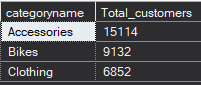 categoryname Total_customers
Accessories 15114
Bikes 9132
Clothing 6852